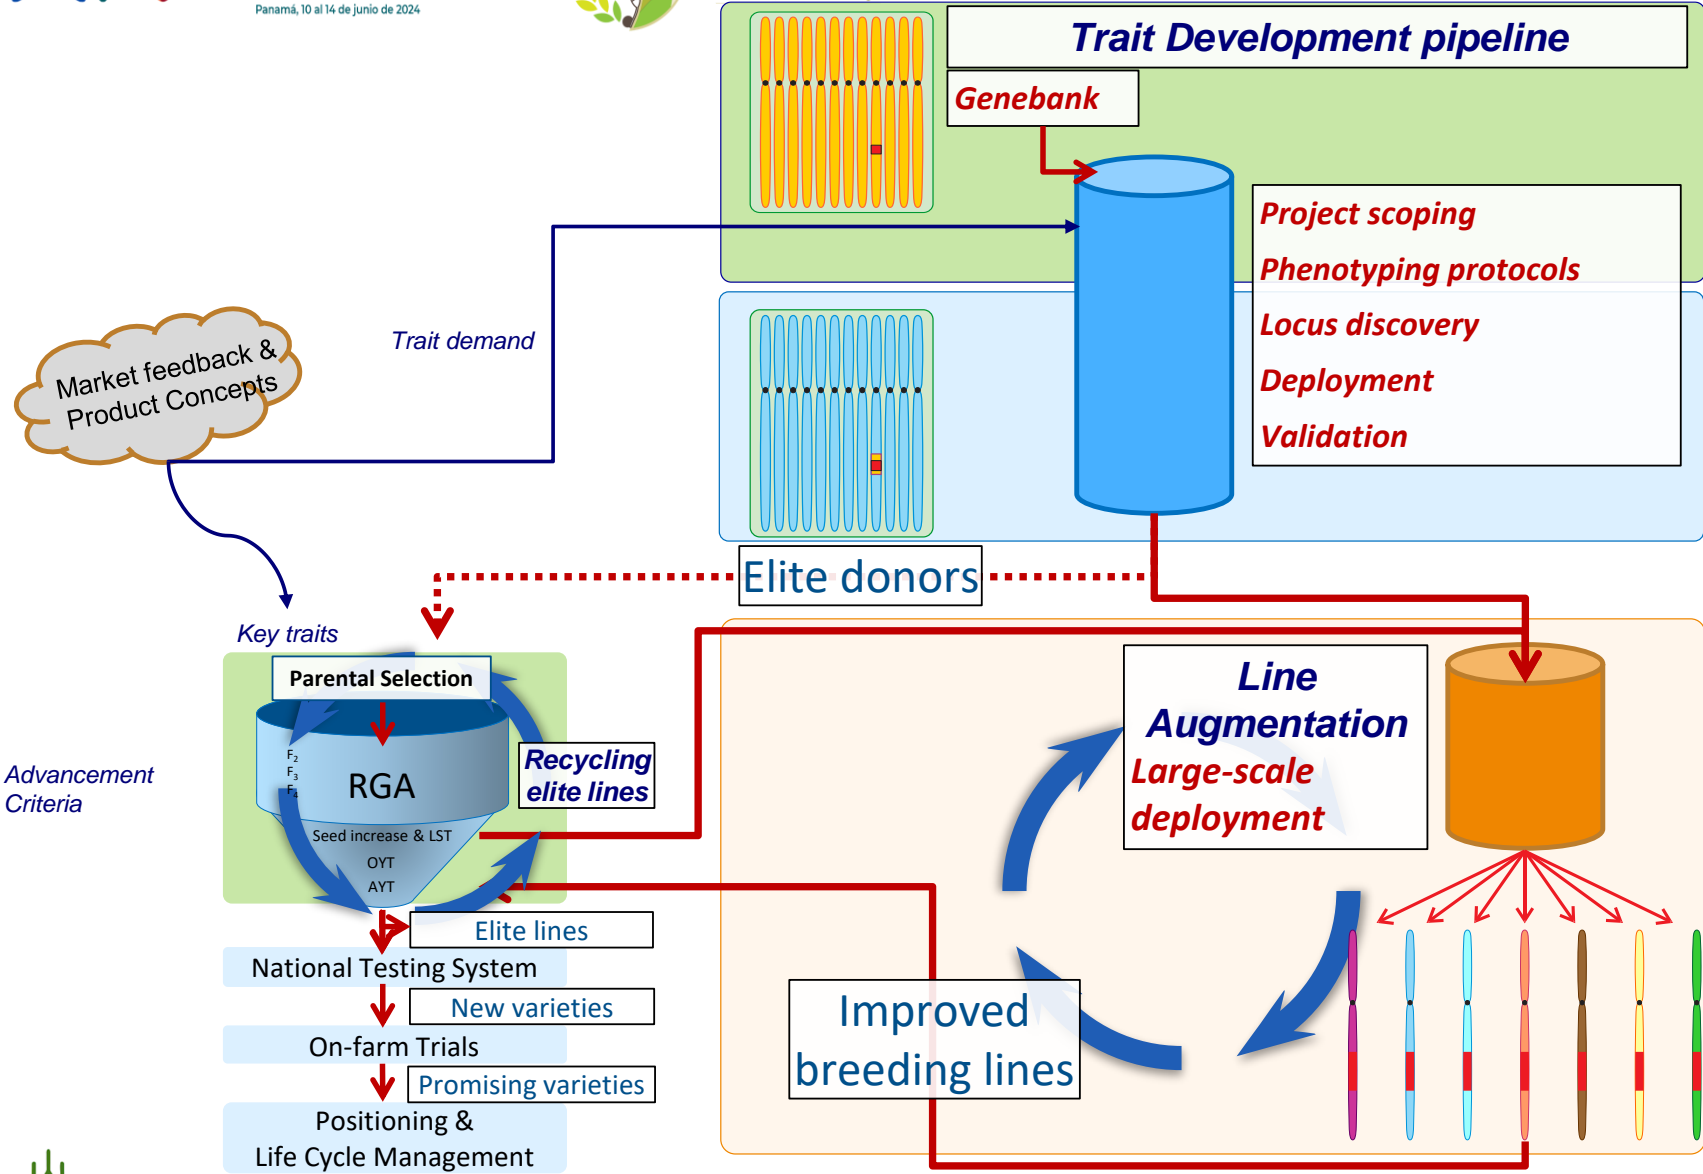 Panamá, 10 al 14 de junio de 2024
Trait Development pipeline
Genebank
Project scoping
Phenotyping protocols
Locus discovery
Deployment
Validation
Market feedback &
Product Concepts
Trait demand
Elite donors
Key traits
Parental Selection
F2
F3
F4
RGA
Recycling
elite lines
Advancement
Criteria
Seed increase & LST
OYT
AYT
Line
Augmentation
Large-scale
deployment
Elite lines
National Testing System
New varieties
On-farm Trials
Promising varieties
Positioning &
Life Cycle Management
Improved
breeding lines